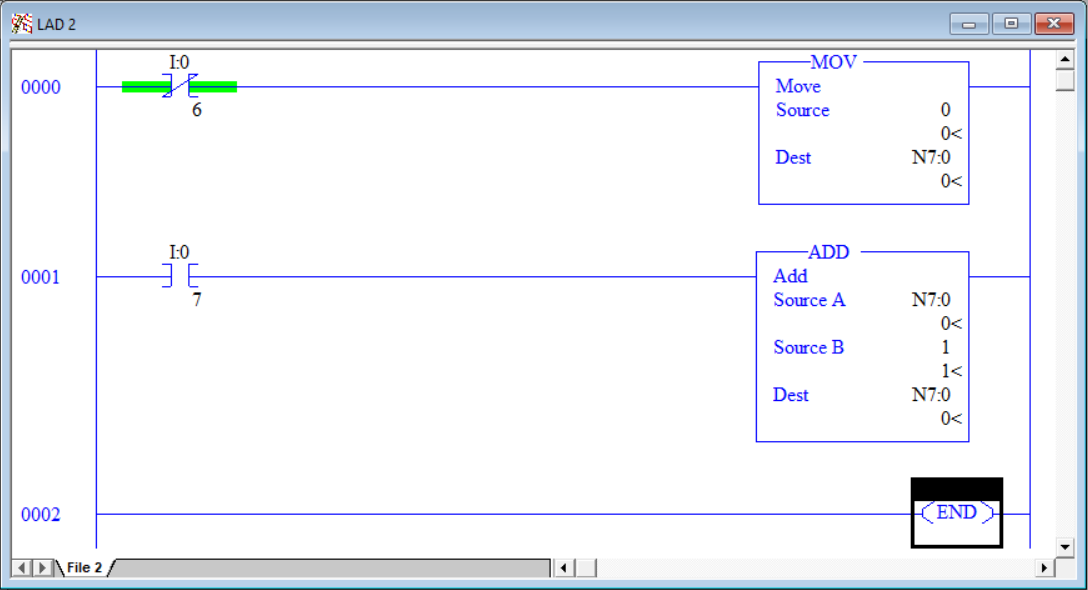 LAD 2
0000
I:0
6
MOV
Move
Source 0
0<
Dest N7:0
0<
0001
I:0
7
ADD
Add
Source A N7:0
0<
Source B 1
1<
Dest N7:0
0<
0002
END
File 2